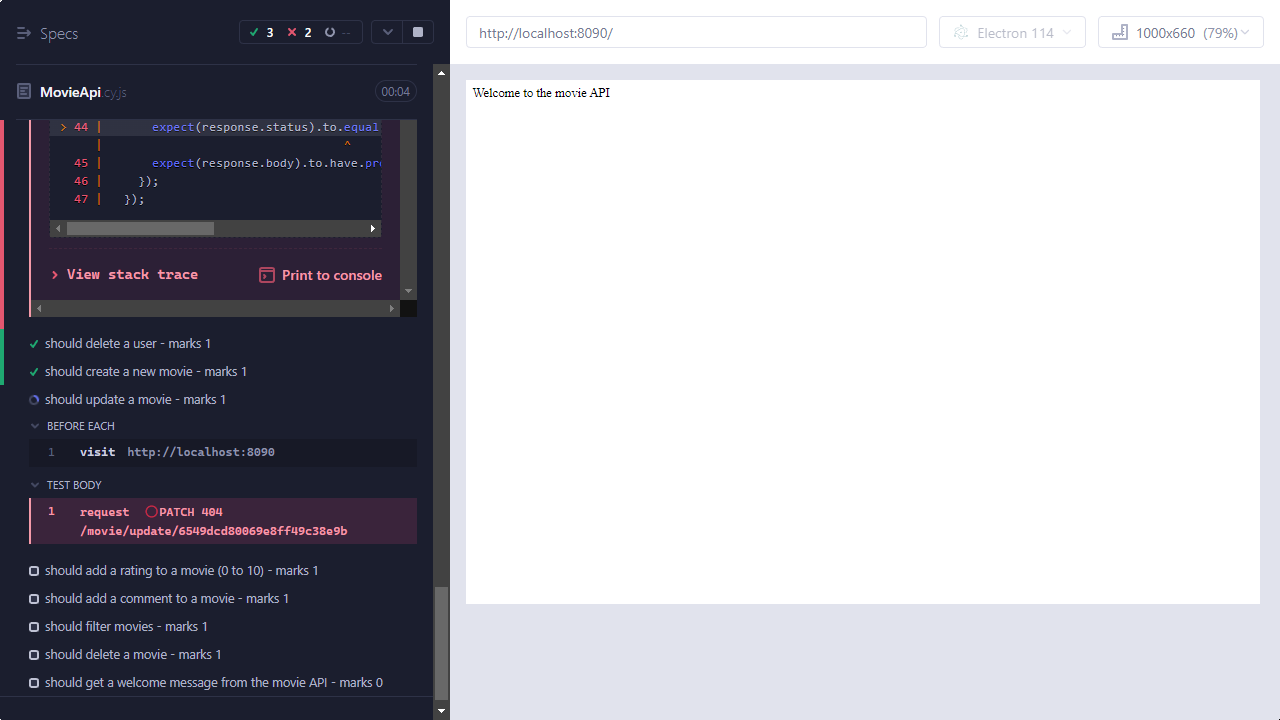 Specs
3 2 --
http://localhost:8090/
Electron 114
1000x660 (79%)
MovieApi.cy.js
00:04
Welcome to the movie API
> 44 | expect(response.status).to.equal
| ^
45 | expect(response.body).to.have.pro
46 | });
47 | });
View stack trace
Print to console
should delete a user - marks 1
should create a new movie - marks 1
should update a movie - marks 1
BEFORE EACH
1 visit http://localhost:8090
TEST BODY
1 request PATCH 404
/movie/update/6549dcd80069e8ff49c38e9b
should add a rating to a movie (0 to 10) - marks 1
should add a comment to a movie - marks 1
should filter movies - marks 1
should delete a movie - marks 1
should get a welcome message from the movie API - marks 0